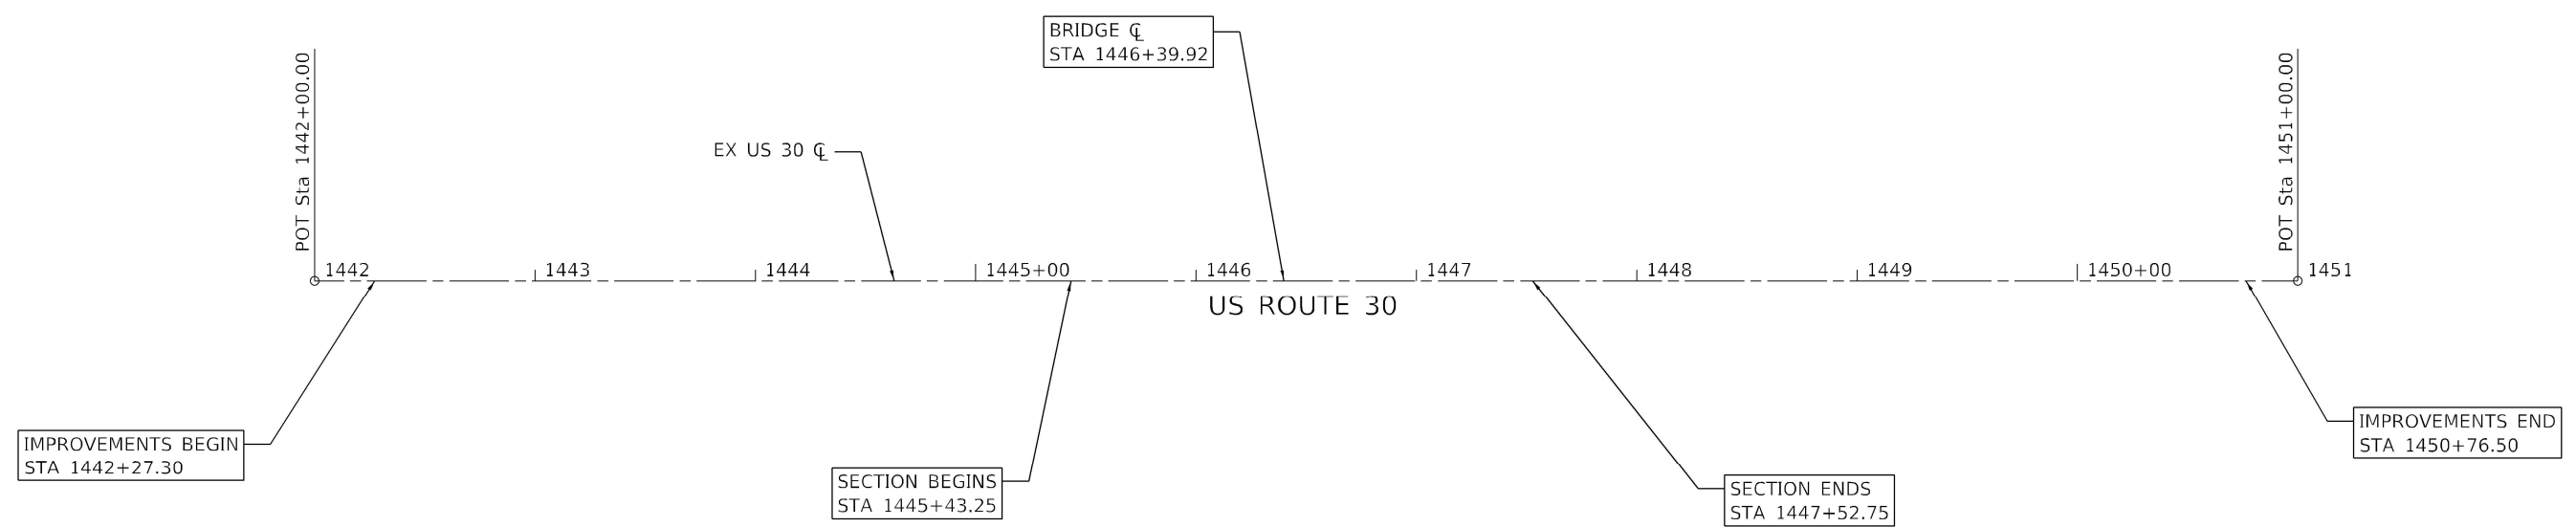 BRIDGE ℄
STA 1446+39.92
POT Sta 1442+00.00
POT Sta 1451+00.00
EX US 30 ℄
1442
1443
1444
1445+00
1446
1447
1448
1449
1450+00
1451
US ROUTE 30
IMPROVEMENTS BEGIN
STA 1442+27.30
SECTION BEGINS
STA 1445+43.25
SECTION ENDS
STA 1447+52.75
IMPROVEMENTS END
STA 1450+76.50